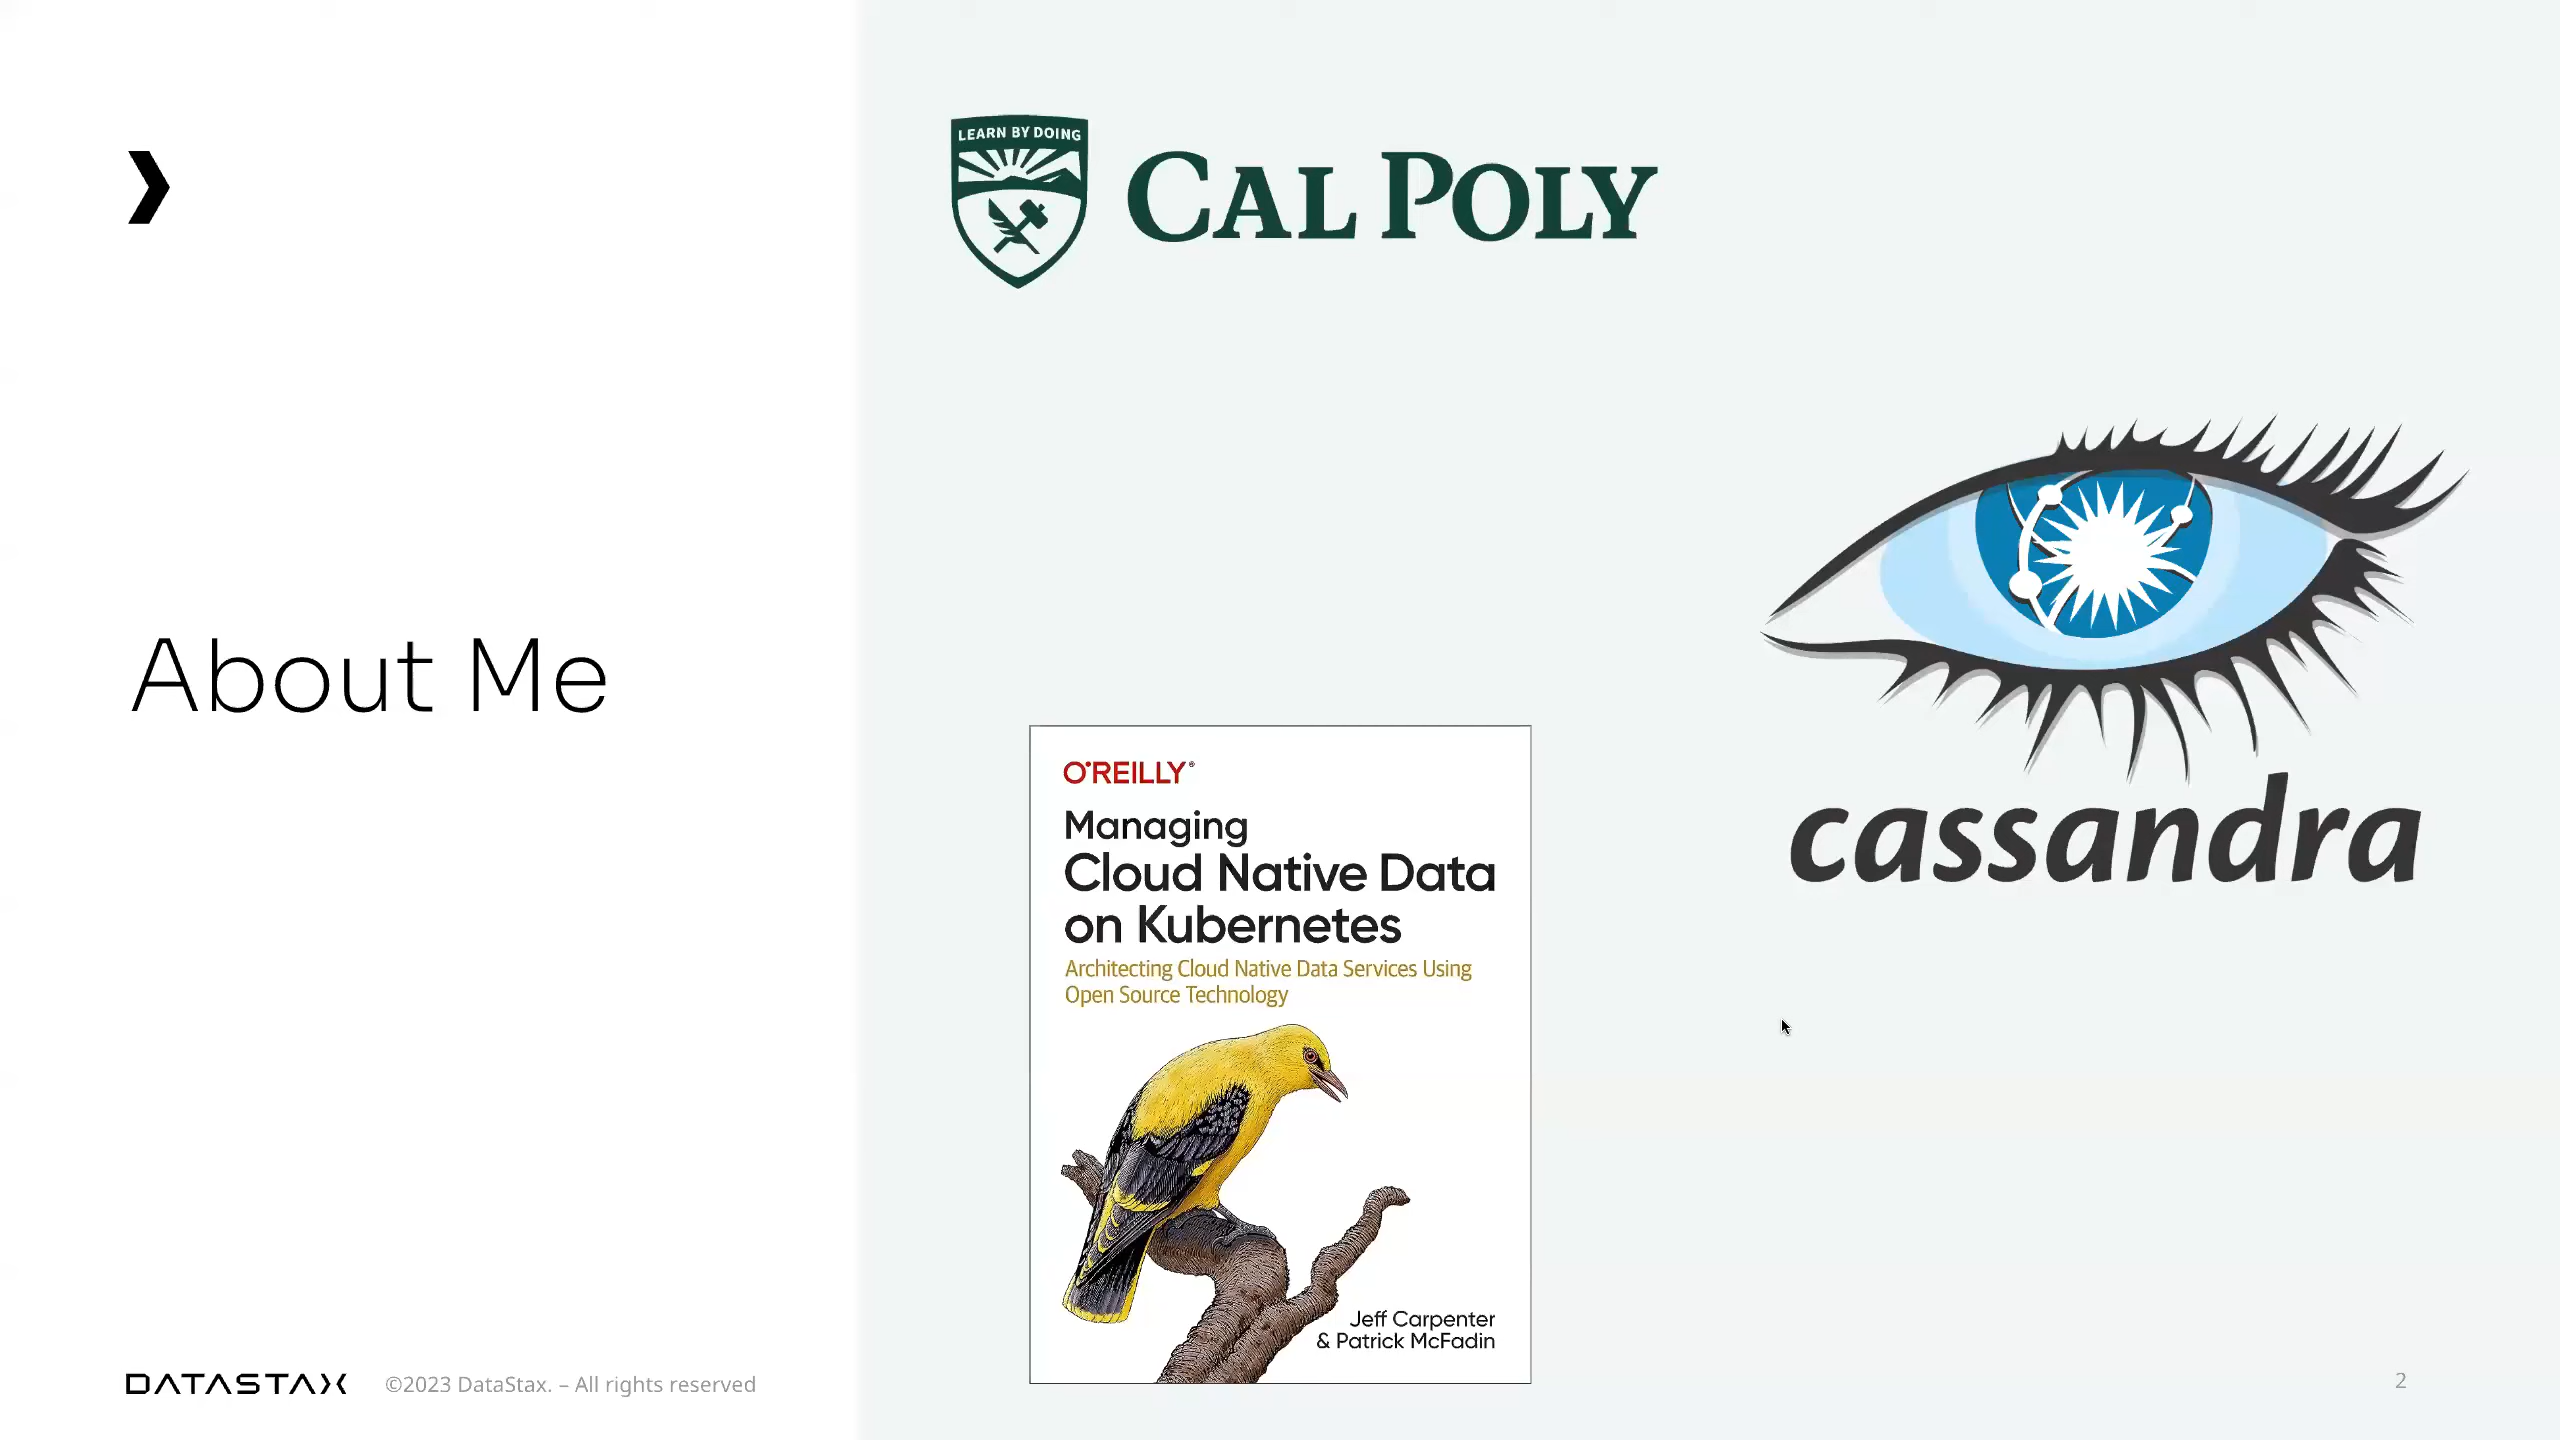 LEARN BY DOING
CAL POLY
About Me
cassandra
O'REILLY®
Managing
Cloud Native Data
on Kubernetes
Architecting Cloud Native Data Services Using
Open Source Technology
Jeff Carpenter
& Patrick McFadin
DATASTAX
©2023 DataStax. – All rights reserved
2